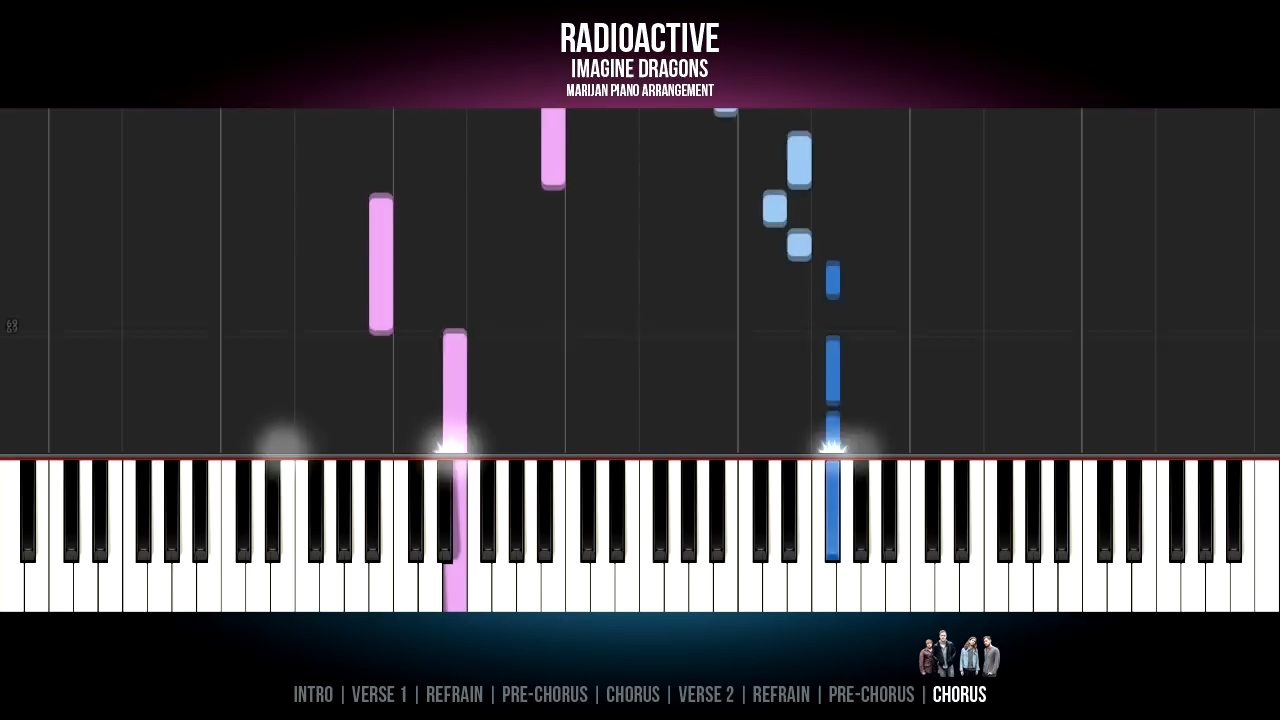 RADIOACTIVE
IMAGINE DRAGONS
MARIJAN PIANO ARRANGEMENT
INTRO | VERSE 1 | REFRAIN | PRE-CHORUS | CHORUS | VERSE 2 | REFRAIN | PRE-CHORUS | CHORUS